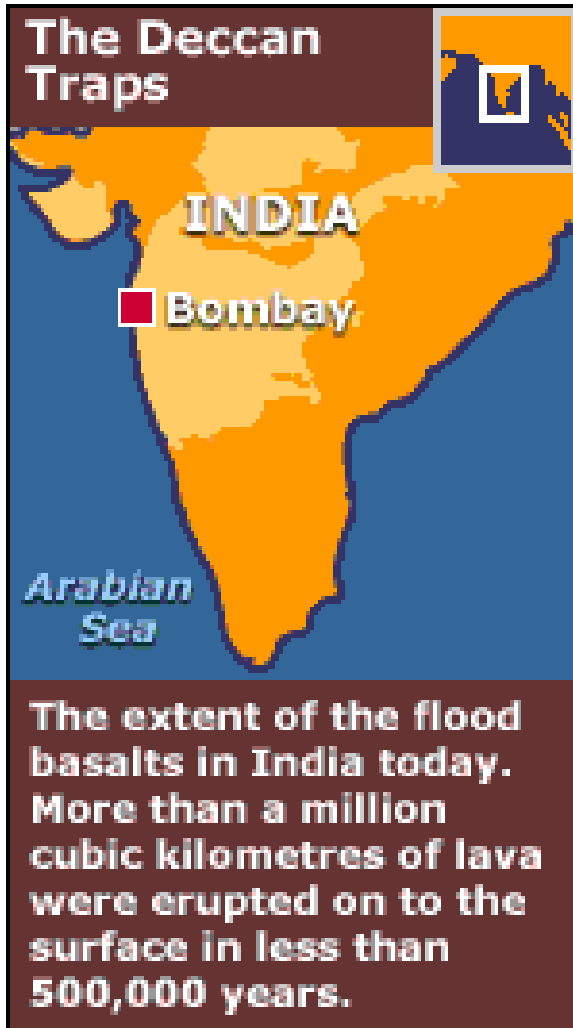 The Deccan
Traps
INDIA
Bombay
Arabian
Sea
The extent of the flood
basalts in India today.
More than a million
cubic kilometres of lava
were erupted on to the
surface in less than
500,000 years.